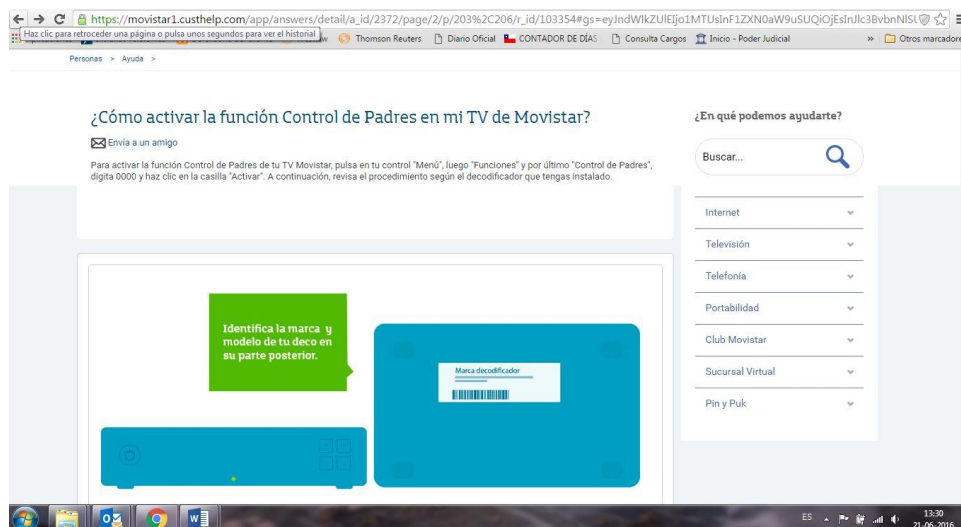 https://movistar1.custhelp.com/app/answers/detail/a_id/2372/page/2/p/203%2C206/r_id/103354#gs=eyJndWlkZUlEIjo1MTUsInF1ZXN0aW9uSUQiOjEsInJlc3BvbnNlSU
Haz clic para retroceder una página o pulsa unos segundos para ver el historial
Thomson Reuters Diario Oficial CONTADOR DE DÍAS Consulta Cargos Inicio - Poder Judicial » Otros marcadore
Personas > Ayuda >
¿Cómo activar la función Control de Padres en mi TV de Movistar?
Envía a un amigo
Para activar la función Control de Padres de tu TV Movistar, pulsa en tu control "Menú", luego "Funciones" y por último "Control de Padres",
digita 0000 y haz clic en la casilla "Activar". A continuación, revisa el procedimiento según el decodificador que tengas instalado.
¿En qué podemos ayudarte?
Buscar...
Internet
Televisión
Telefonía
Portabilidad
Club Movistar
Sucursal Virtual
Pin y Puk
Identifica la marca y
modelo de tu deco en
su parte posterior.
Marca decodificador
ES
13:30
21-06-2016